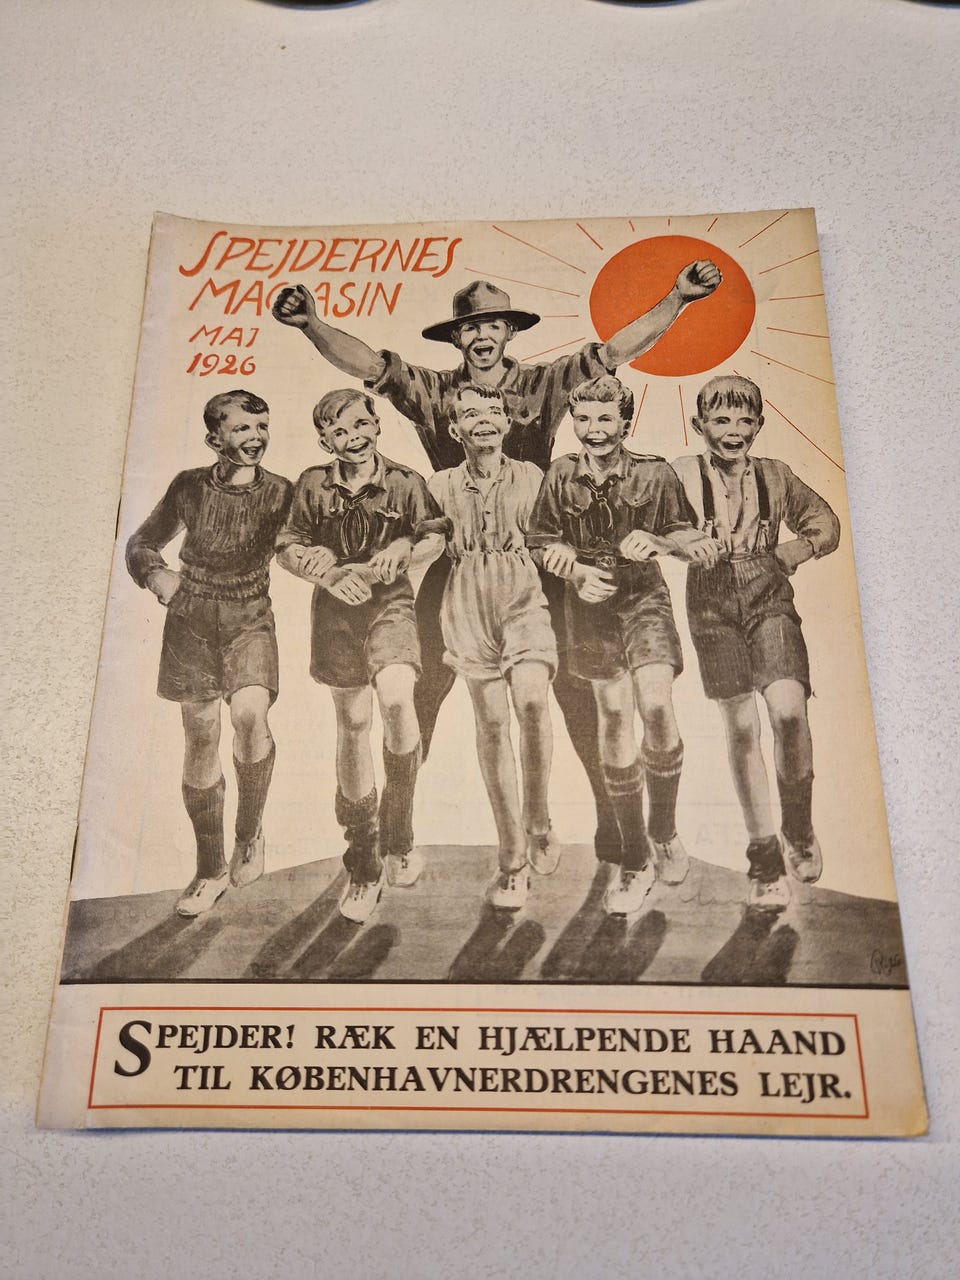 SPEJDERNES
MAGASIN
MAJ
1926
SPEJDER! RÆK EN HJÆLPENDE HAAND
TIL KØBENHAVNERDRENGENES LEJR.